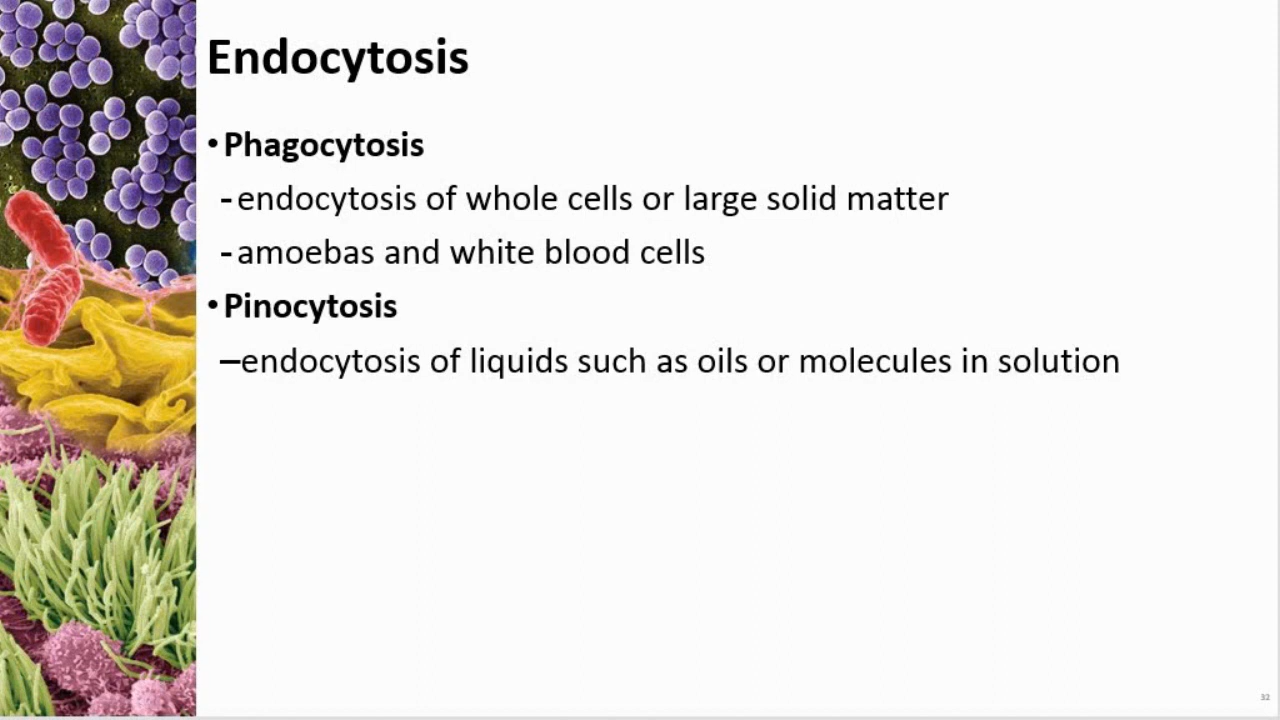 Endocytosis
• Phagocytosis
- endocytosis of whole cells or large solid matter
- amoebas and white blood cells
• Pinocytosis
–endocytosis of liquids such as oils or molecules in solution
32